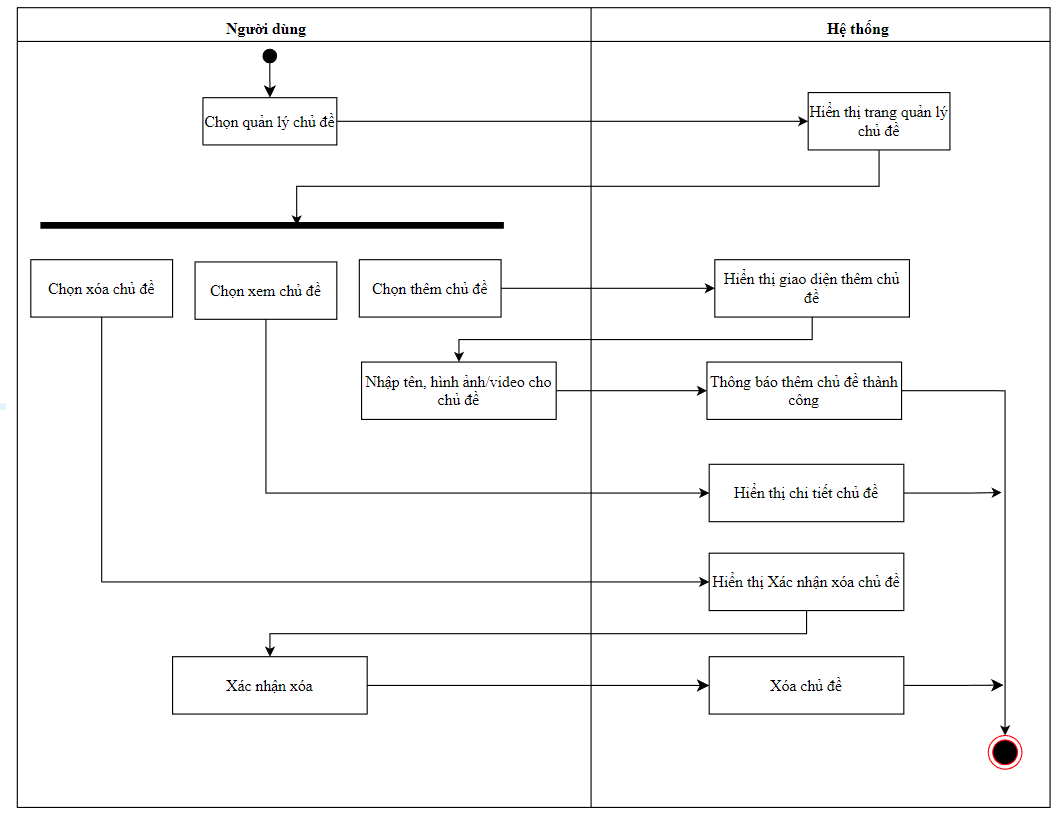 Người dùng
Hệ thống
Chọn quản lý chủ đề
Hiển thị trang quản lý
chủ đề
Chọn xóa chủ đề
Chọn xem chủ đề
Chọn thêm chủ đề
Hiển thị giao diện thêm chủ
đề
Nhập tên, hình ảnh/video cho
chủ đề
Thông báo thêm chủ đề thành
công
Hiển thị chi tiết chủ đề
Hiển thị Xác nhận xóa chủ đề
Xác nhận xóa
Xóa chủ đề